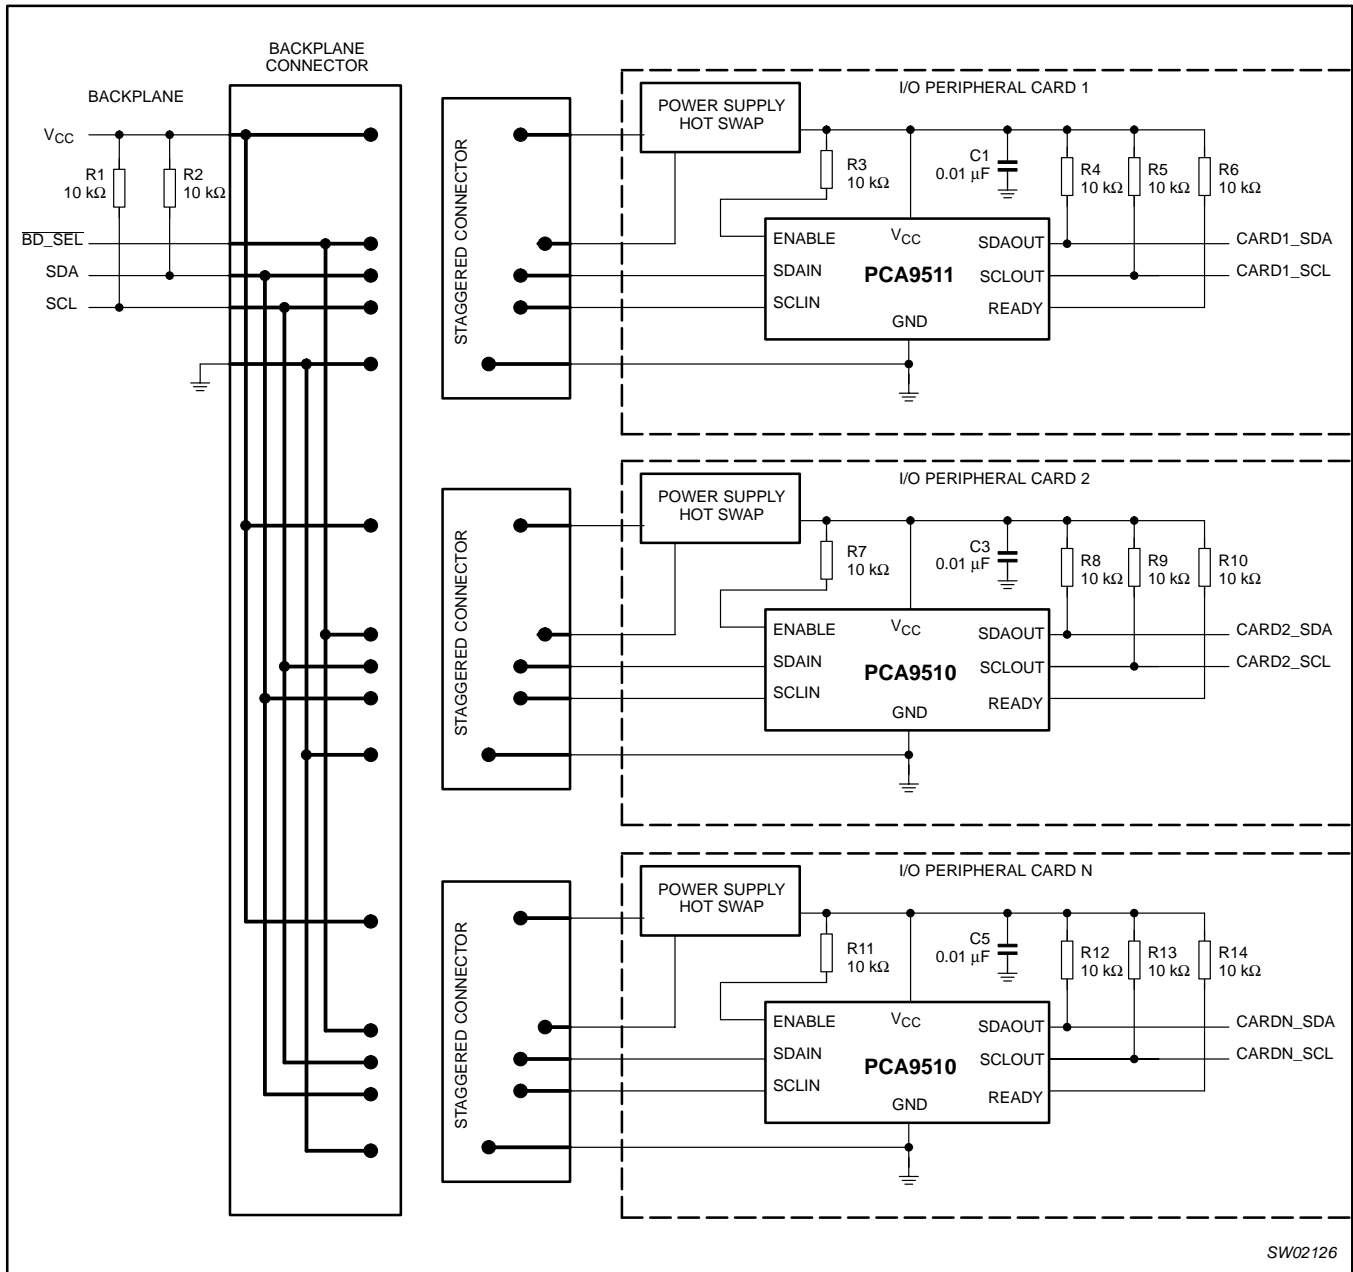 BACKPLANE
CONNECTOR
BACKPLANE
VCC
R1
10 kΩ
R2
10 kΩ
BD_SEL
SDA
SCL
STAGGERED CONNECTOR
I/O PERIPHERAL CARD 1
POWER SUPPLY
HOT SWAP
R3
10 kΩ
C1
0.01 µF
R4
10 kΩ
R5
10 kΩ
R6
10 kΩ
ENABLE
VCC
SDAOUT
CARD1_SDA
SDAIN
PCA9511
SCLOUT
CARD1_SCL
SCLIN
READY
GND
STAGGERED CONNECTOR
I/O PERIPHERAL CARD 2
POWER SUPPLY
HOT SWAP
R7
10 kΩ
C3
0.01 µF
R8
10 kΩ
R9
10 kΩ
R10
10 kΩ
ENABLE
VCC
SDAOUT
CARD2_SDA
SDAIN
PCA9510
SCLOUT
CARD2_SCL
SCLIN
READY
GND
STAGGERED CONNECTOR
I/O PERIPHERAL CARD N
POWER SUPPLY
HOT SWAP
R11
10 kΩ
C5
0.01 µF
R12
10 kΩ
R13
10 kΩ
R14
10 kΩ
ENABLE
VCC
SDAOUT
CARDN_SDA
SDAIN
PCA9510
SCLOUT
CARDN_SCL
SCLIN
READY
GND
SW02126